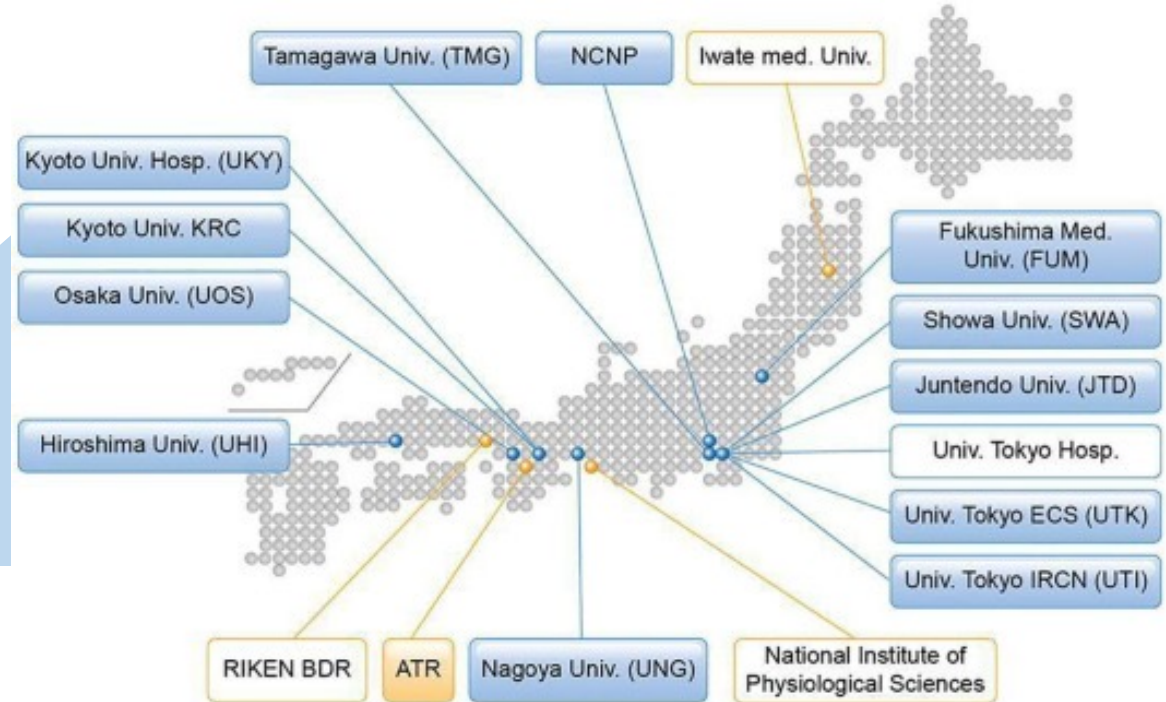 Tamagawa Univ. (TMG)
NCNP
Iwate med. Univ.
Kyoto Univ. Hosp. (UKY)
Kyoto Univ. KRC
Osaka Univ. (UOS)
Hiroshima Univ. (UHI)
Fukushima Med.
Univ. (FUM)
Showa Univ. (SWA)
Juntendo Univ. (JTD)
Univ. Tokyo Hosp.
Univ. Tokyo ECS (UTK)
Univ. Tokyo IRCN (UTI)
RIKEN BDR
ATR
Nagoya Univ. (UNG)
National Institute of
Physiological Sciences